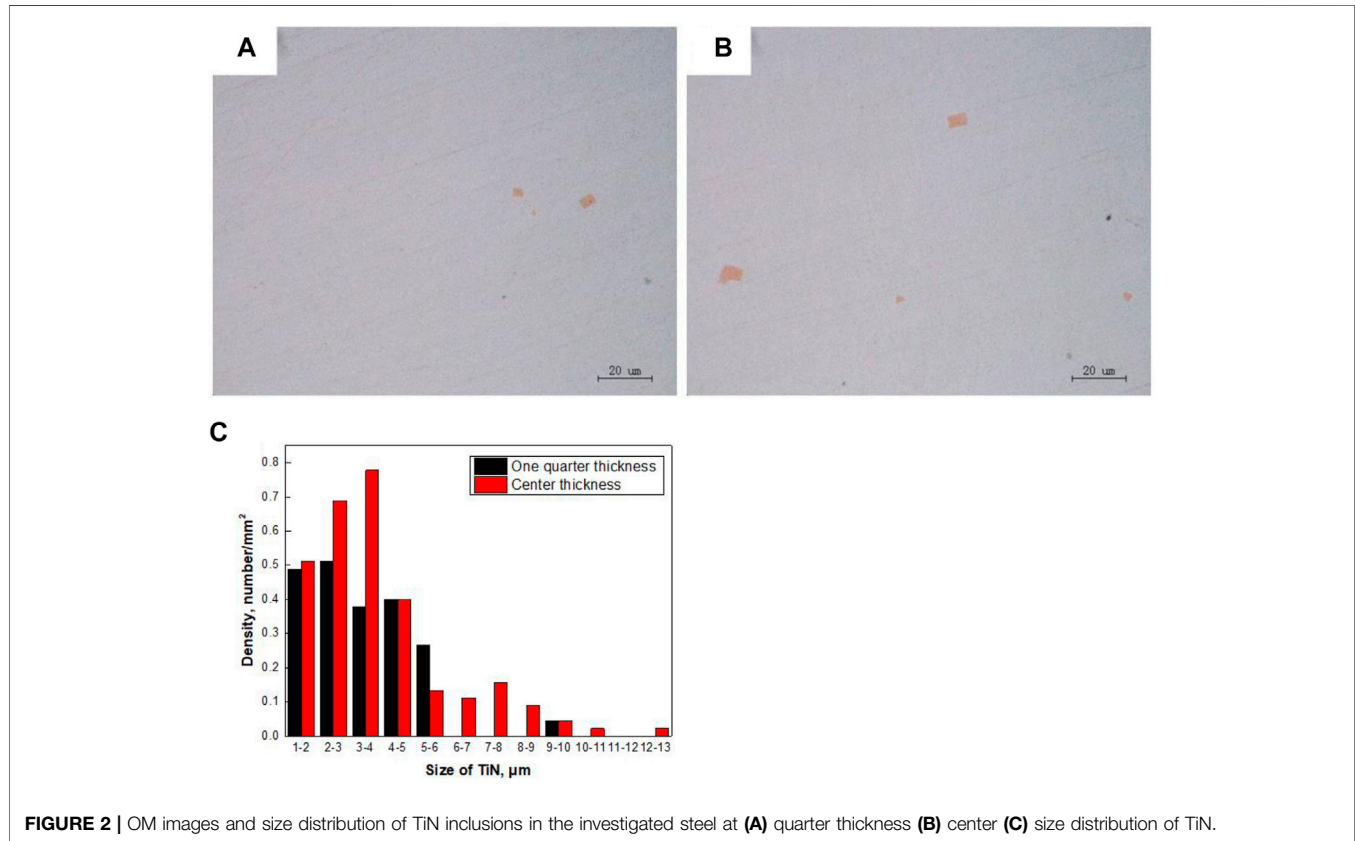 A
B
20 um
20 um
C
One quarter thickness
Center thickness
Density, number/mm²
0.8
0.7
0.6
0.5
0.4
0.3
0.2
0.1
0.0
1-2 2-3 3-4 4-5 5-6 6-7 7-8 8-9 9-10 10-11 11-12 12-13
Size of TiN, μm
FIGURE 2 | OM images and size distribution of TiN inclusions in the investigated steel at (A) quarter thickness (B) center (C) size distribution of TiN.